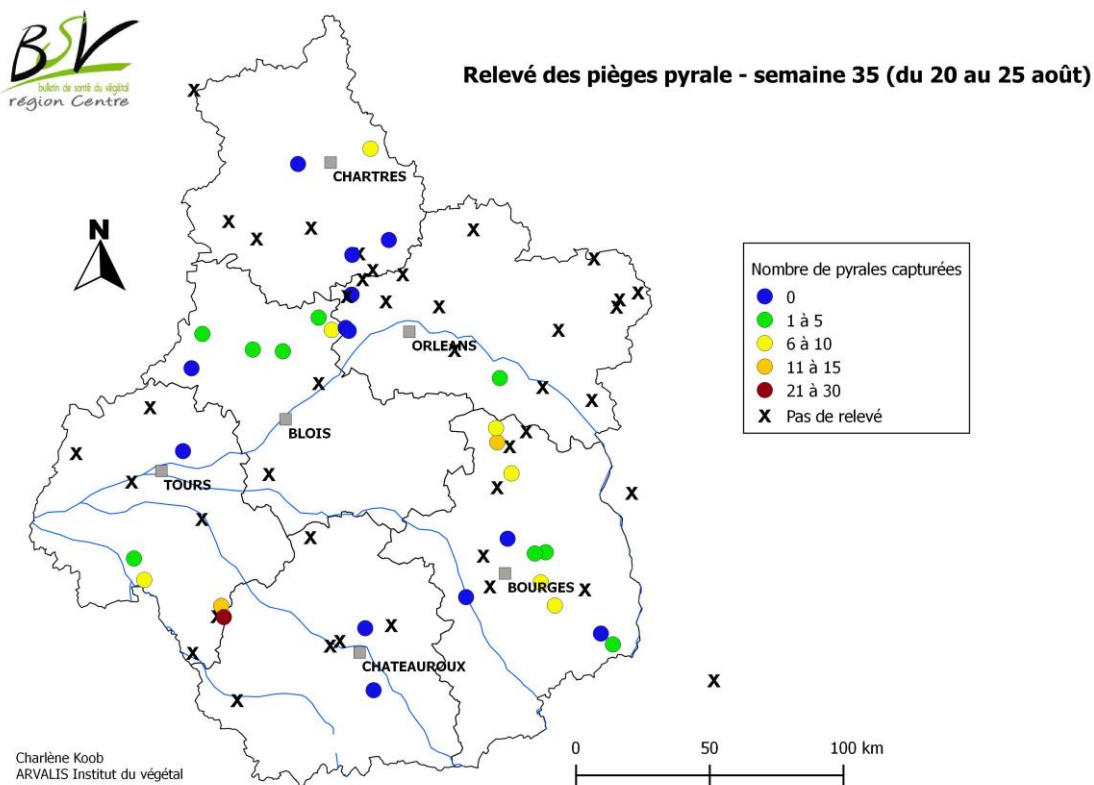 BSV
bulletin de santé du végétal
région Centre
Relevé des pièges pyrale - semaine 35 (du 20 au 25 août)
N
CHARTRES
ORLEANS
BLOIS
TOURS
BOURGES
CHATEAUROUX
Nombre de pyrales capturées
0
1 à 5
6 à 10
11 à 15
21 à 30
X Pas de relevé
Charlène Koob
ARVALIS Institut du végétal
0 50 100 km